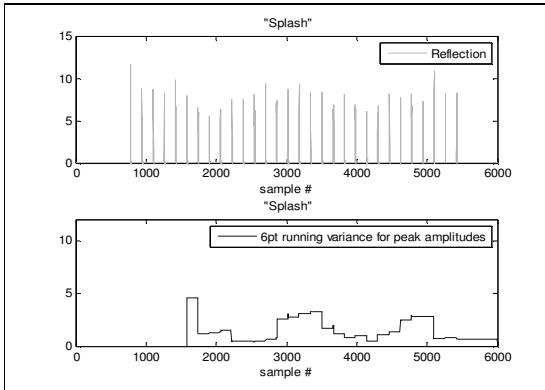 "Splash"
15
Reflection
10
5
0
0 1000 2000 3000 4000 5000 6000
sample #
"Splash"
6pt running variance for peak amplitudes
10
5
0
0 1000 2000 3000 4000 5000 6000
sample #